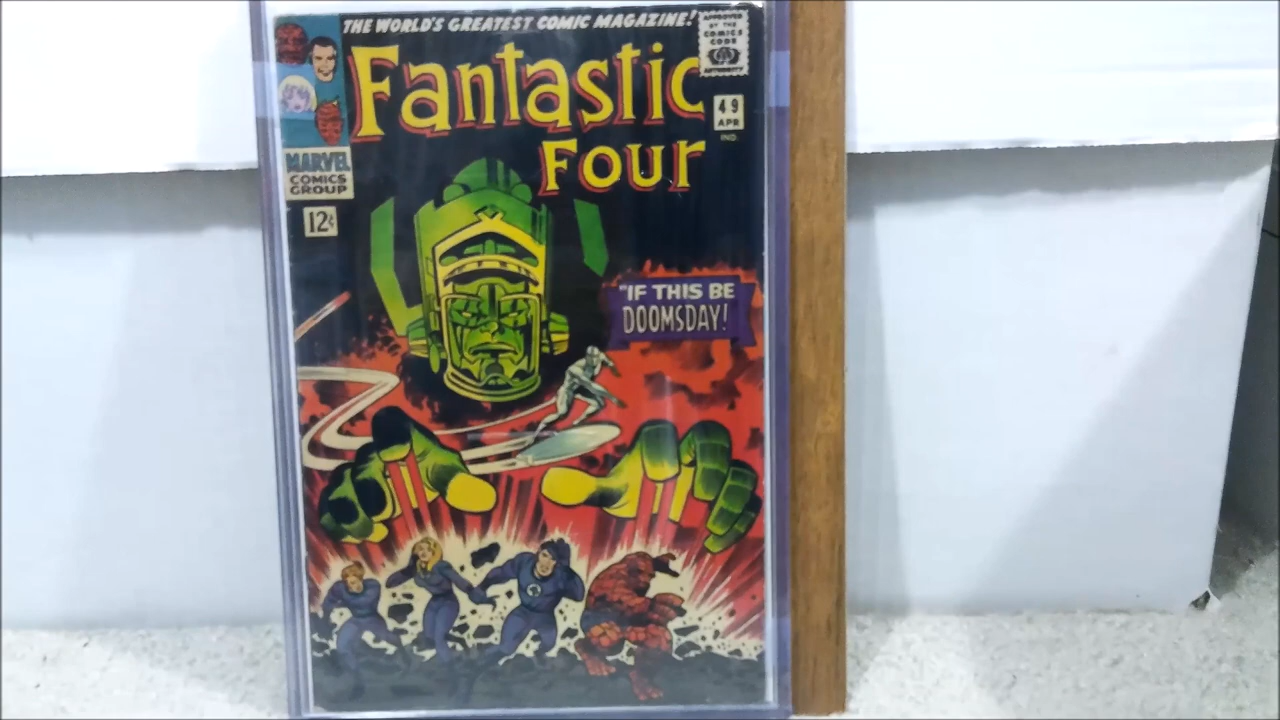 THE WORLD'S GREATEST COMIC MAGAZINE!
APPROVED
BY THE
COMICS
CODE
AUTHORITY
Fantastic
Four
49
APR
IND.
MARVEL
COMICS
GROUP
12¢
"IF THIS BE
DOOMSDAY!
4